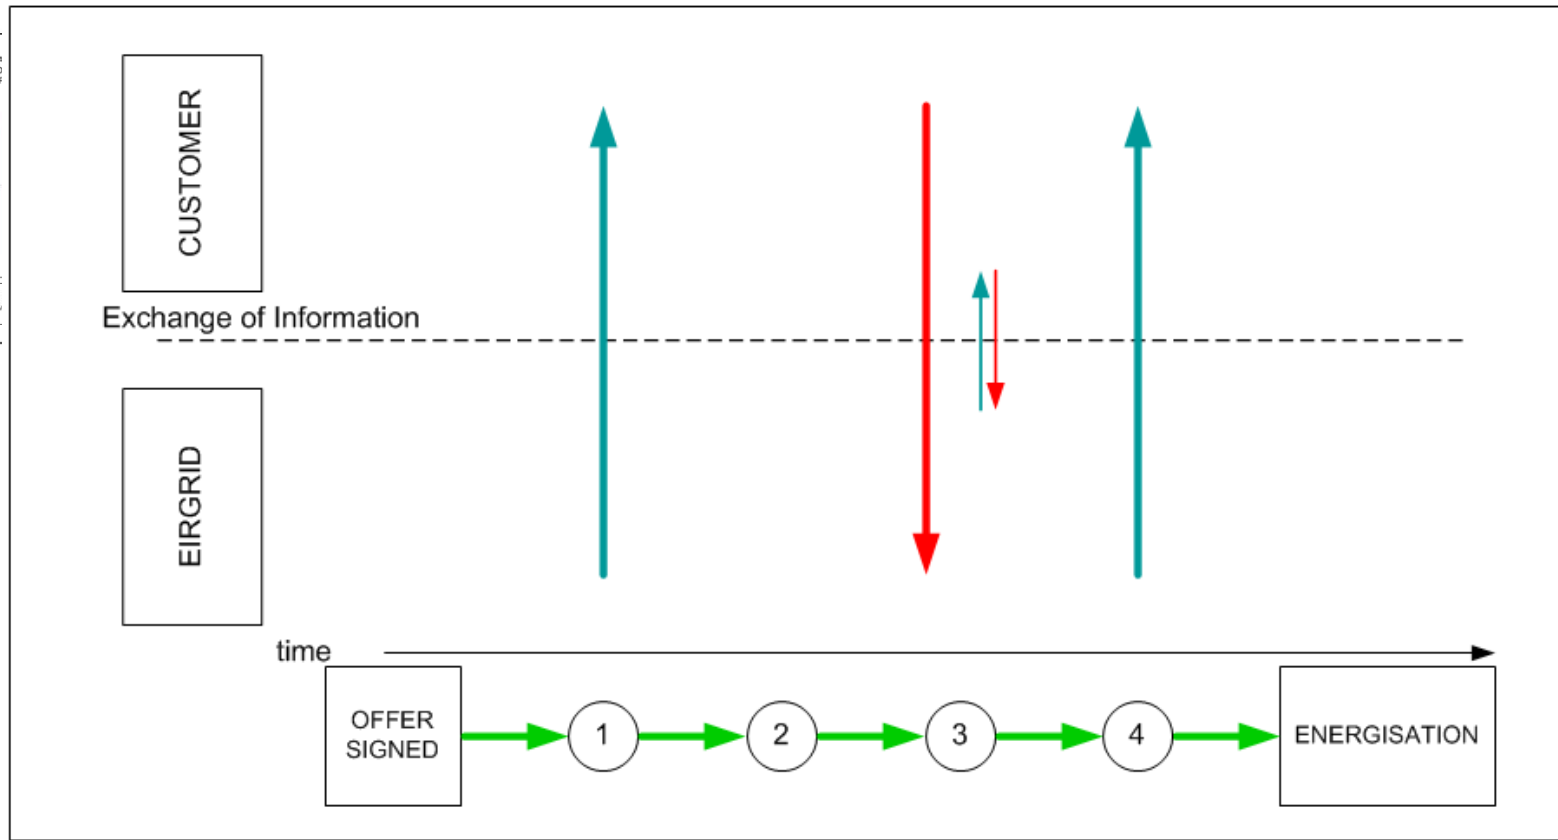 CUSTOMER
Exchange of Information
EIRGRID
time
OFFER
SIGNED
1
2
3
4
ENERGISATION